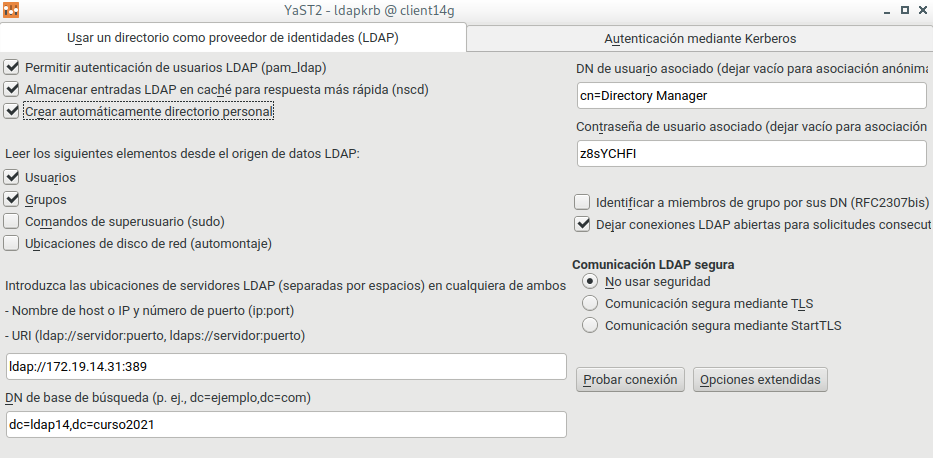 YaST2 - ldapkrb @ client14g
Usar un directorio como proveedor de identidades (LDAP)
Autenticación mediante Kerberos
Permitir autenticación de usuarios LDAP (pam_ldap)
Almacenar entradas LDAP en caché para respuesta más rápida (nscd)
Crear automáticamente directorio personal
Leer los siguientes elementos desde el origen de datos LDAP:
Usuarios
Grupos
Comandos de superusuario (sudo)
Ubicaciones de disco de red (automontaje)
Introduzca las ubicaciones de servidores LDAP (separadas por espacios) en cualquiera de ambos
- Nombre de host o IP y número de puerto (ip:port)
- URI (ldap://servidor:puerto, ldaps://servidor:puerto)
ldap://172.19.14.31:389
DN de base de búsqueda (p. ej., dc=ejemplo,dc=com)
dc=ldap14,dc=curso2021
DN de usuario asociado (dejar vacío para asociación anónima
cn=Directory Manager
Contraseña de usuario asociado (dejar vacío para asociación
Identificar a miembros de grupo por sus DN (RFC2307bis)
Dejar conexiones LDAP abiertas para solicitudes consecut
Comunicación LDAP segura
No usar seguridad
Comunicación segura mediante TLS
Comunicación segura mediante StartTLS
Probar conexión
Opciones extendidas